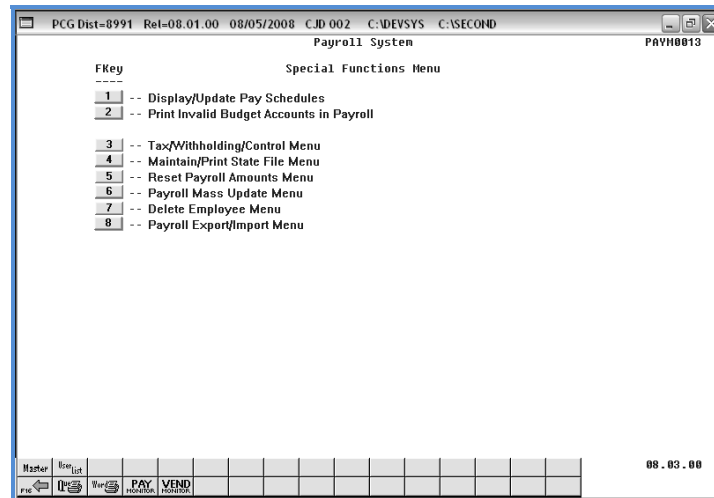 PCG Dist=8991 Rel=08.01.00 08/05/2008 CJD 002 C:\DEVSYS C:\SECOND
Payroll System PAYM0013
FKey Special Functions Menu
----
1 -- Display/Update Pay Schedules
2 -- Print Invalid Budget Accounts in Payroll
3 -- Tax/Withholding/Control Menu
4 -- Maintain/Print State File Menu
5 -- Reset Payroll Amounts Menu
6 -- Payroll Mass Update Menu
7 -- Delete Employee Menu
8 -- Payroll Export/Import Menu
Master User List 08.03.00
F16 Que Word PAY MONITOR VEND MONITOR